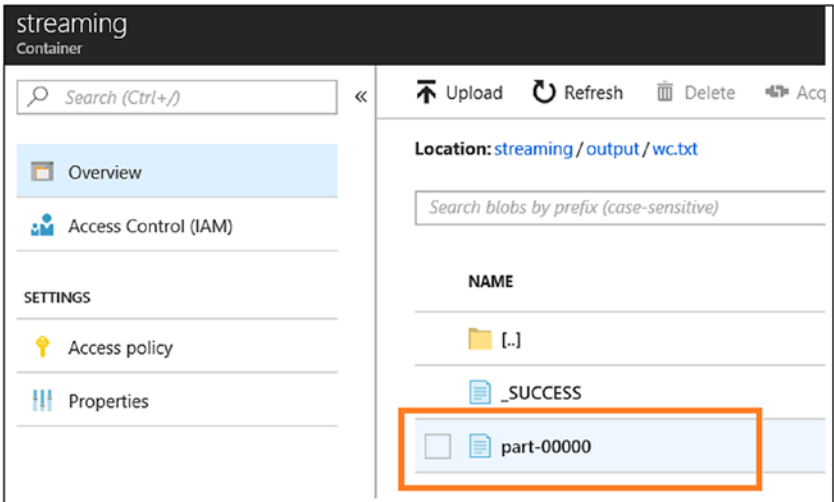 streaming
Container
Search (Ctrl+/)
«
Overview
Access Control (IAM)
SETTINGS
Access policy
Properties
Upload Refresh Delete Acq
Location: streaming / output / wc.txt
Search blobs by prefix (case-sensitive)
NAME
[..]
_SUCCESS
part-00000